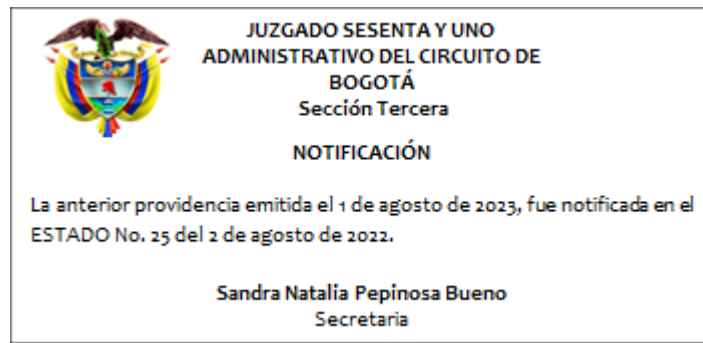 JUZGADO SESENTA Y UNO
ADMINISTRATIVO DEL CIRCUITO DE
BOGOTÁ
Sección Tercera
NOTIFICACIÓN
La anterior providencia emitida el 1 de agosto de 2023, fue notificada en el
ESTADO No. 25 del 2 de agosto de 2022.
Sandra Natalia Pepinosa Bueno
Secretaria